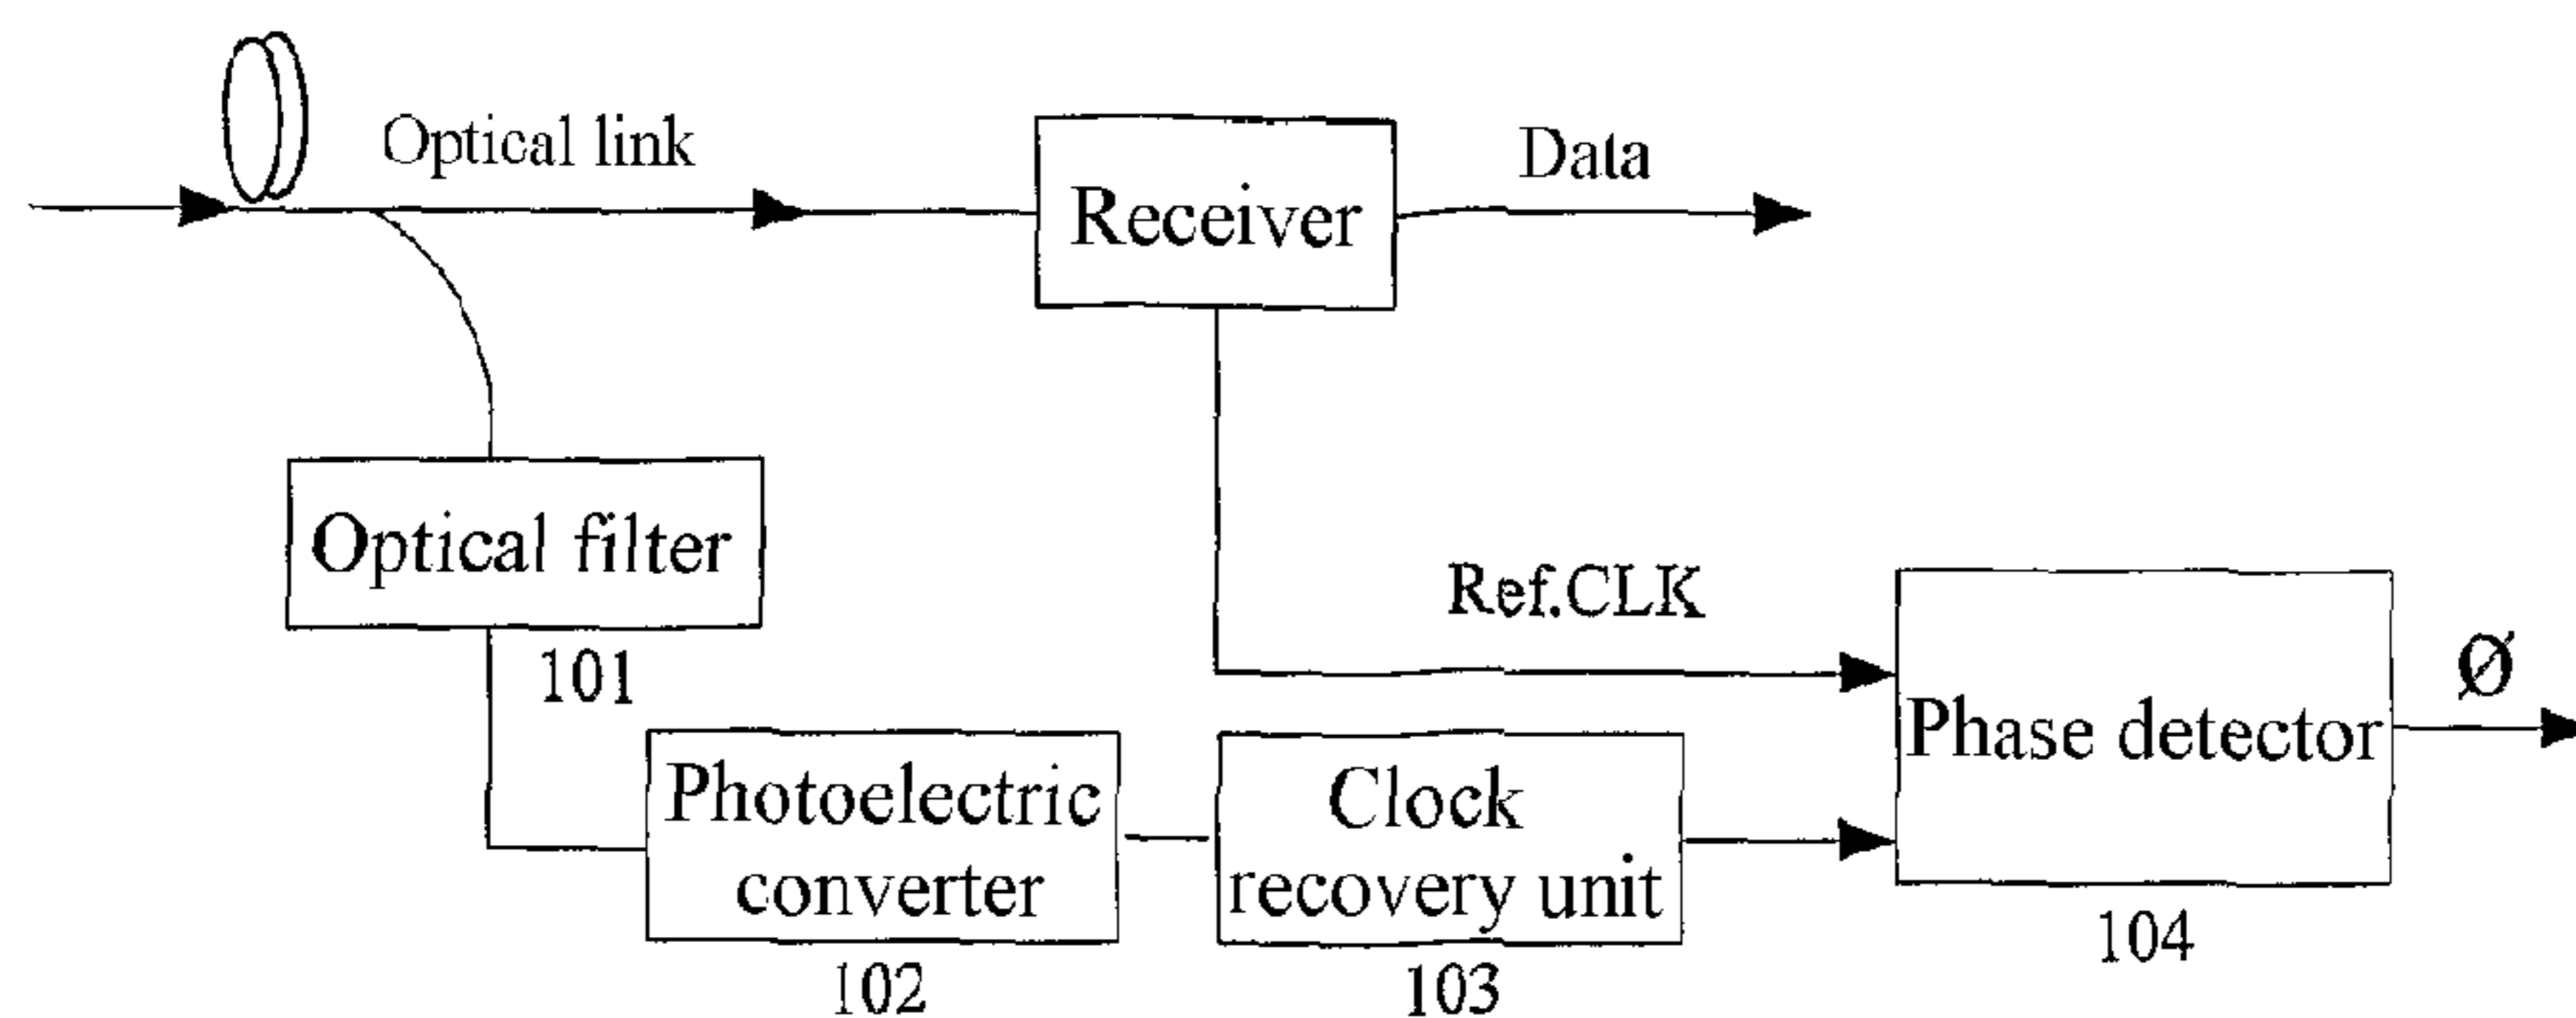 Optical link
Receiver
Data
Optical filter
101
Ref.CLK
Phase detector
Ø
104
Photoelectric
converter
102
Clock
recovery unit
103